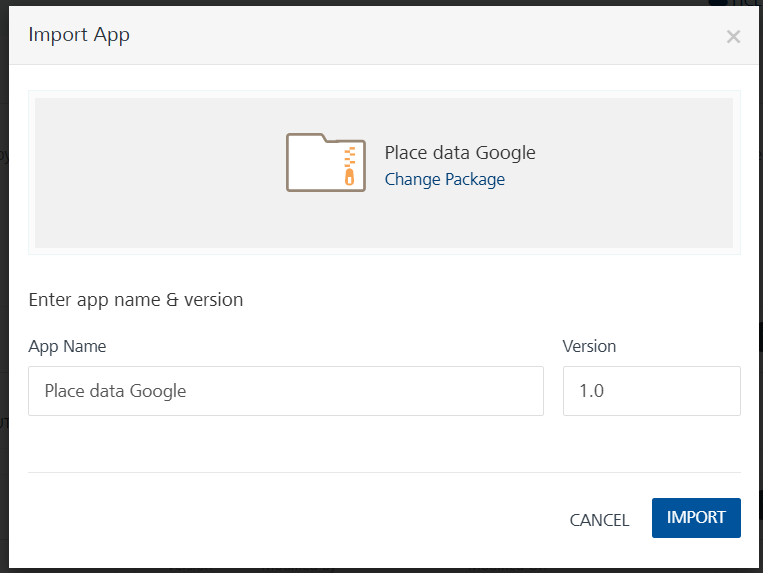 Import App
Place data Google
Change Package
Enter app name & version
App Name
Version
Place data Google
1.0
CANCEL
IMPORT